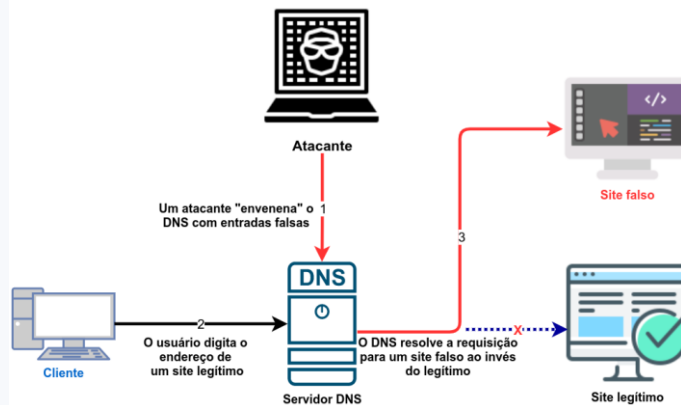 Atacante
Um atacante "envenena" o
DNS com entradas falsas
1
</>
Site falso
3
DNS
2
O usuário digita o
endereço de
um site legítimo
Cliente
O DNS resolve a requisição
para um site falso ao invés
do legítimo
x
Servidor DNS
Site legítimo